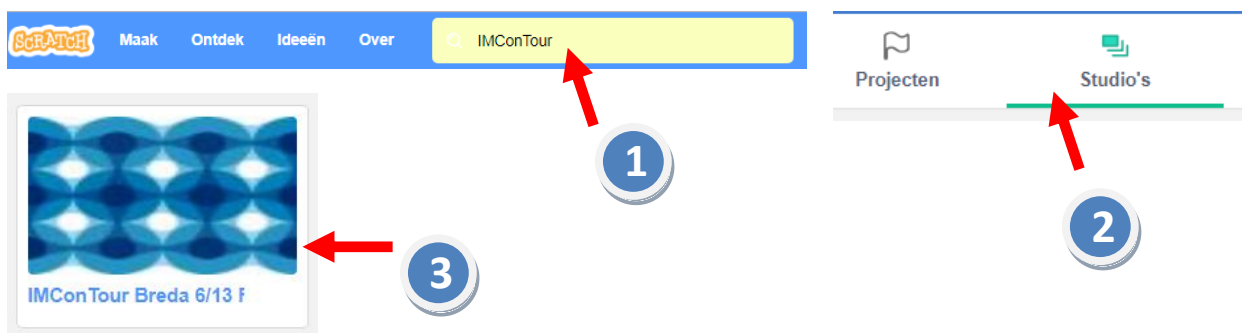 SCRATCH Maak Ontdek Ideeën Over IMConTour
Projecten Studio's
1
2
3
IMConTour Breda 6/13 F